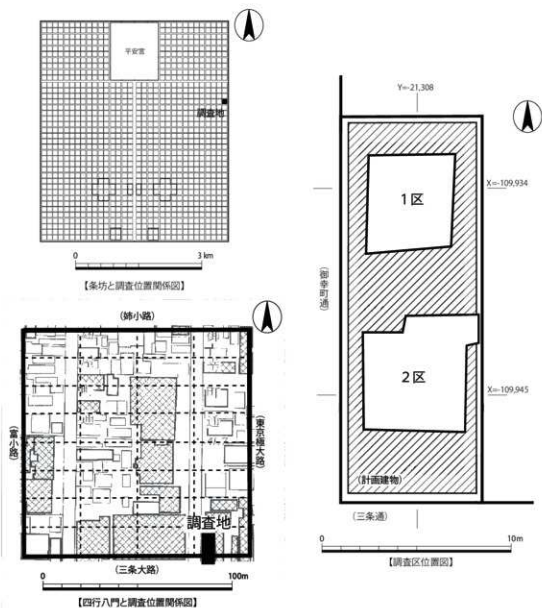 平安宮
調査地
0
3 km
【条坊と調査位置関係図】
(姉小路)
(富小路)
(東京極大路)
調査地
(三条大路)
0
100m
【四行八門と調査位置関係図】
Y=-21,308
X=-109,934
1区
(御幸町通)
2区
X=-109,945
(計画建物)
(三条通)
0
10m
【調査区位置図】